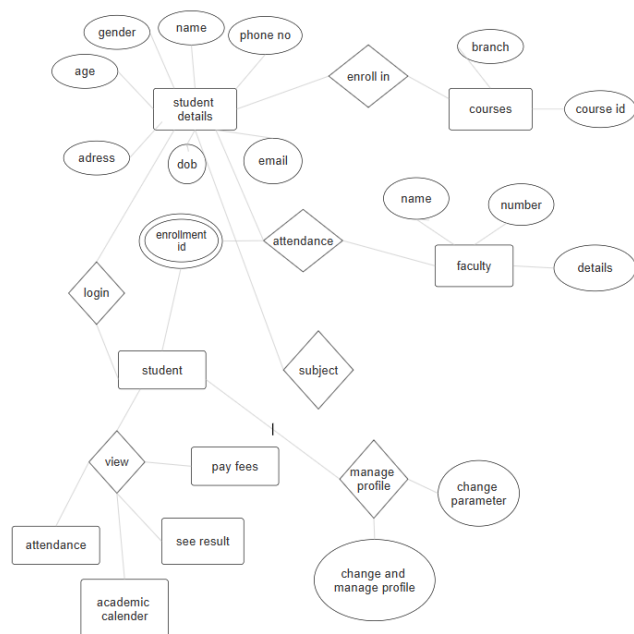 name
gender
phone no
branch
age
enroll in
student
details
courses
course id
adress
dob
email
name
number
enrollment
id
attendance
faculty
details
login
student
subject
view
pay fees
manage
profile
change
parameter
attendance
see result
change and
manage profile
academic
calender